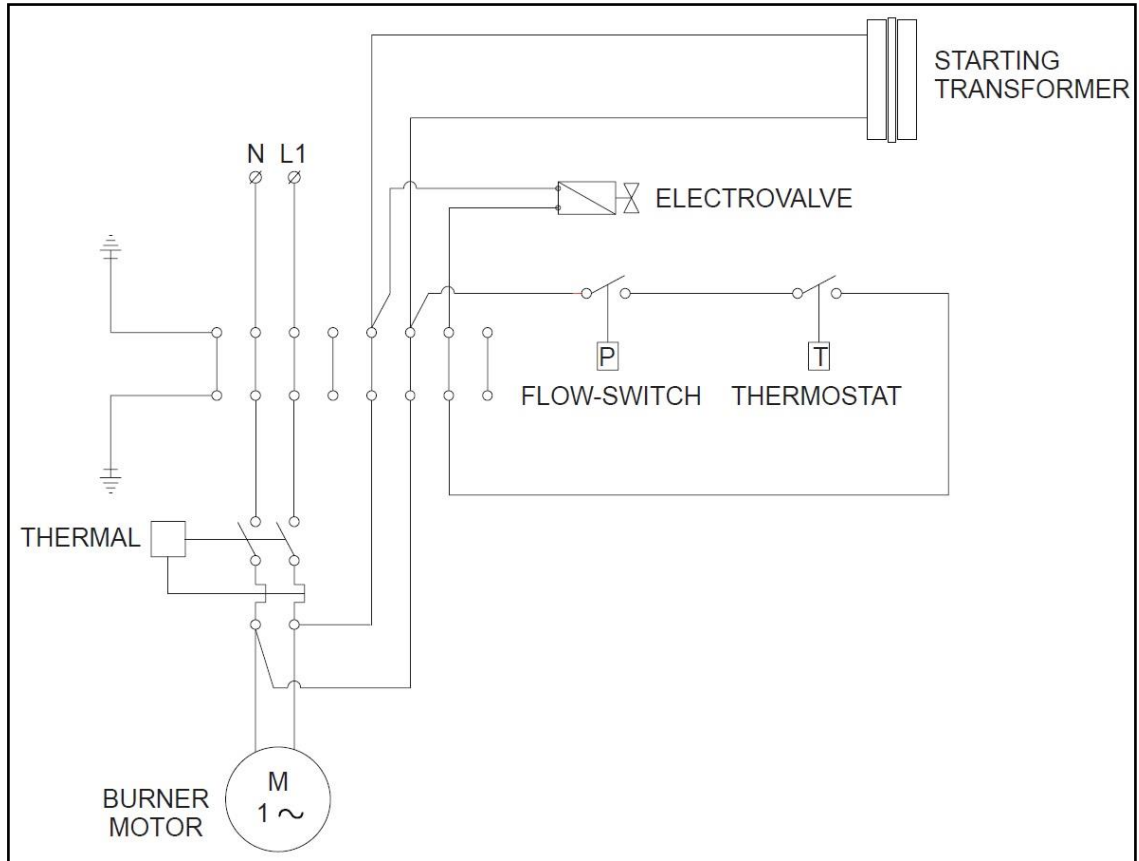 STARTING
TRANSFORMER
N L1
ELECTROVALVE
P
T
FLOW-SWITCH
THERMOSTAT
THERMAL
M
1 ~
BURNER
MOTOR